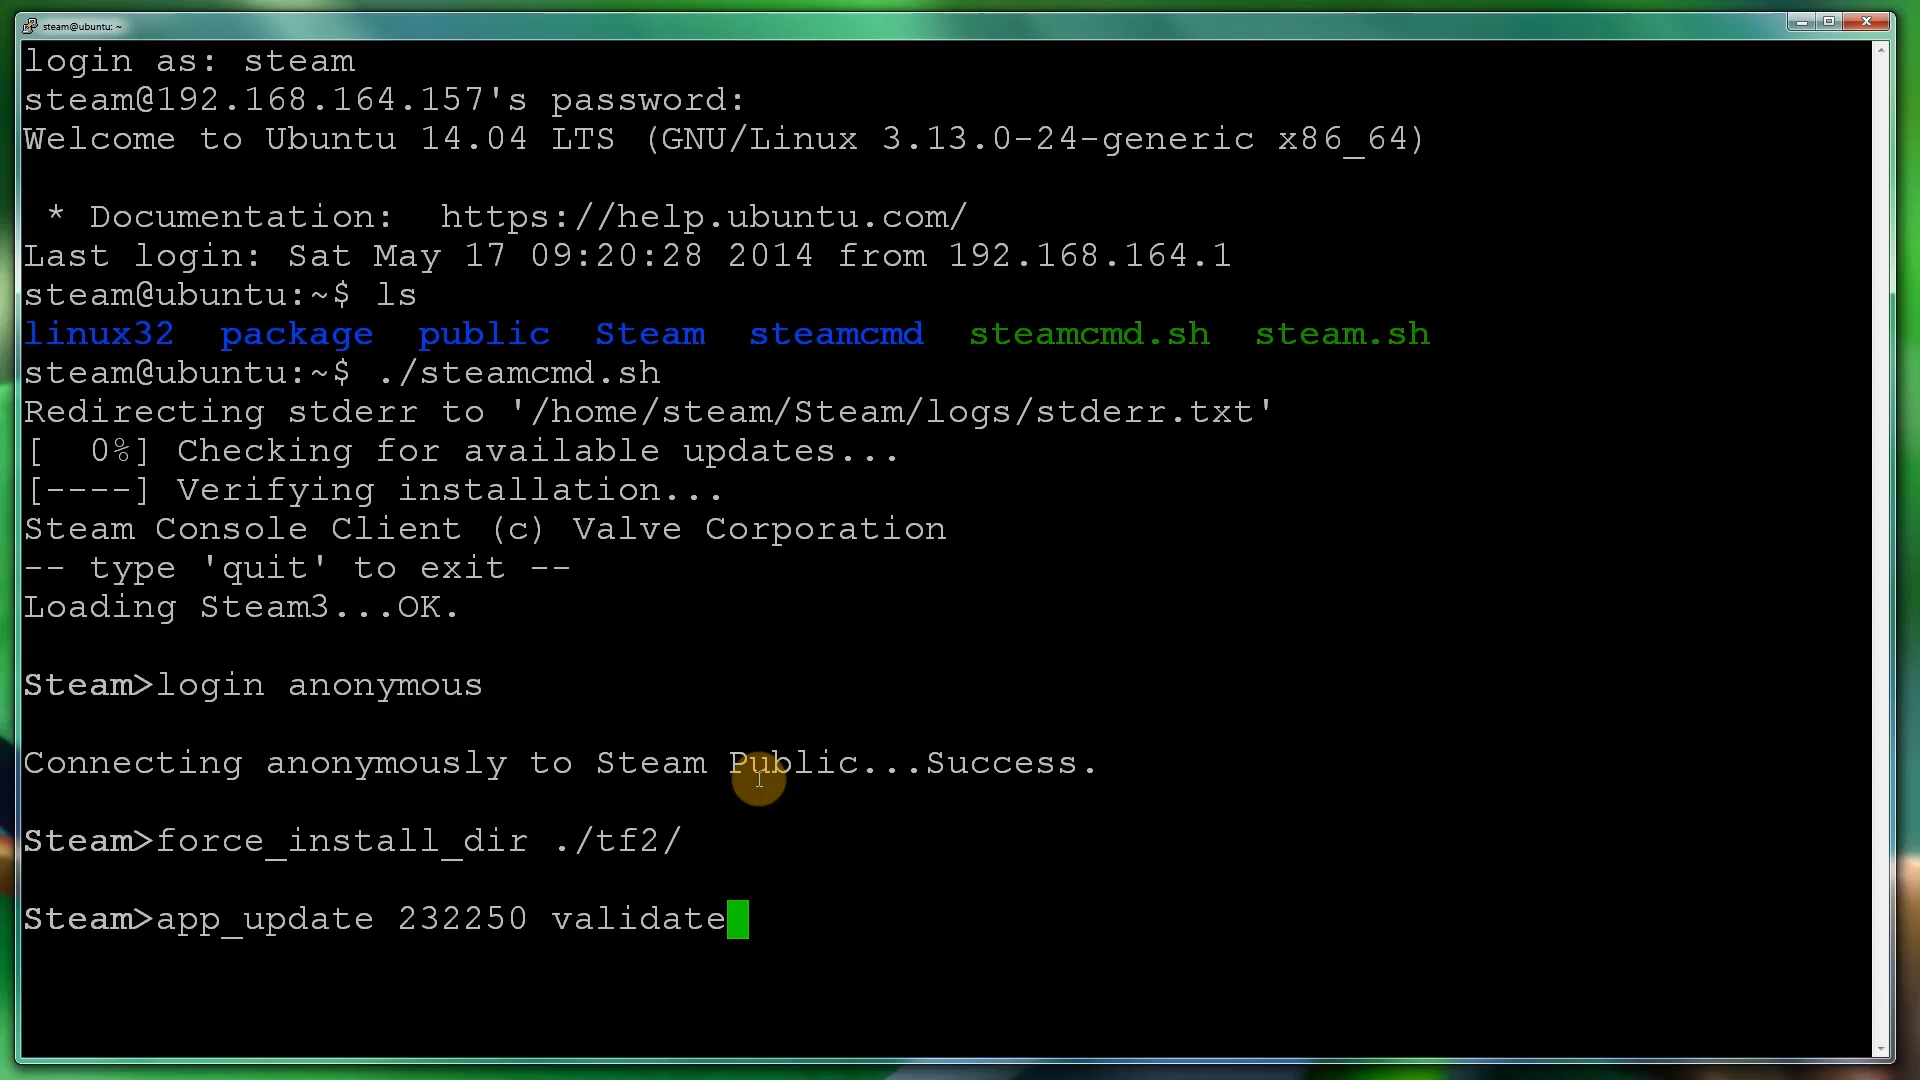 steam@ubuntu: ~
login as: steam
steam@192.168.164.157's password:
Welcome to Ubuntu 14.04 LTS (GNU/Linux 3.13.0-24-generic x86_64)
 * Documentation:  https://help.ubuntu.com/
Last login: Sat May 17 09:20:28 2014 from 192.168.164.1
steam@ubuntu:~$ ls
linux32  package  public  Steam  steamcmd  steamcmd.sh  steam.sh
steam@ubuntu:~$ ./steamcmd.sh
Redirecting stderr to '/home/steam/Steam/logs/stderr.txt'
[  0%] Checking for available updates...
[----] Verifying installation...
Steam Console Client (c) Valve Corporation
-- type 'quit' to exit --
Loading Steam3...OK.
Steam>login anonymous
Connecting anonymously to Steam Public...Success.
Steam>force_install_dir ./tf2/
Steam>app_update 232250 validate